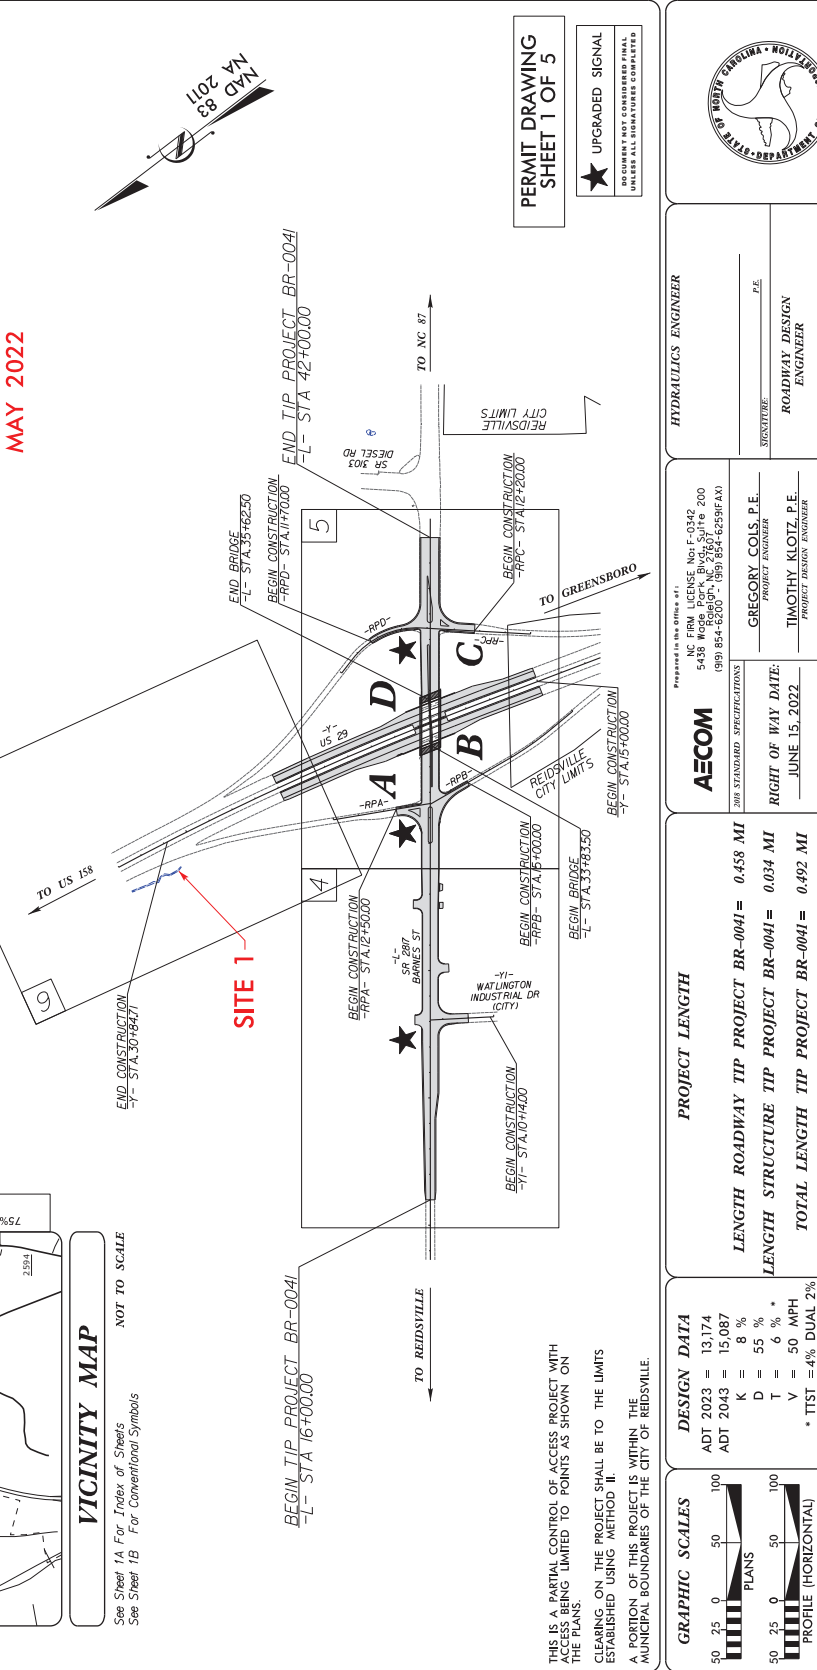 MAY 2022
NAD 83
NA 2011
PERMIT DRAWING
SHEET 1 OF 5
UPGRADED SIGNAL
DOCUMENT NOT CONSIDERED FINAL
UNLESS ALL SIGNATURES COMPLETED
END TIP PROJECT BR-0041
-L- STA 42+00.00
TO NC 87
REIDSVILLE
CITY LIMITS
SR 3103
DIESEL RD
END BRIDGE
-L- STA.35+62.50
BEGIN CONSTRUCTION
-RPD- STA.11+70.00
BEGIN CONSTRUCTION
-RPC- STA.12+20.00
5
-RPD-
-RPC-
TO GREENSBORO
D
C
A
B
-Y-
US 29
-RPA-
-RPB-
REIDSVILLE
CITY LIMITS
BEGIN CONSTRUCTION
-Y- STA.15+00.00
TO US 158
SITE 1
6
4
END CONSTRUCTION
-Y- STA.30+84.71
BEGIN CONSTRUCTION
-RPA- STA.12+50.00
-L-
SR 2817
BARNES ST
BEGIN CONSTRUCTION
-RPB- STA.15+00.00
BEGIN BRIDGE
-L- STA.33+83.50
-Y1-
WATLINGTON
INDUSTRIAL DR
(CITY)
BEGIN CONSTRUCTION
-Y1- STA.10+14.00
BEGIN TIP PROJECT BR-0041
-L- STA 16+00.00
TO REIDSVILLE
75%
2594
VICINITY MAP
NOT TO SCALE
See Sheet 1A For Index of Sheets
See Sheet 1B For Conventional Symbols
THIS IS A PARTIAL CONTROL OF ACCESS PROJECT WITH
ACCESS BEING LIMITED TO POINTS AS SHOWN ON
THE PLANS.
CLEARING ON THE PROJECT SHALL BE TO THE LIMITS
ESTABLISHED USING METHOD II.
A PORTION OF THIS PROJECT IS WITHIN THE
MUNICIPAL BOUNDARIES OF THE CITY OF REIDSVILLE.
GRAPHIC SCALES
50 25 0 50 100
PLANS
50 25 0 50 100
PROFILE (HORIZONTAL)
DESIGN DATA
ADT 2023 = 13,174
ADT 2043 = 15,087
K = 8 %
D = 55 %
T = 6 % *
V = 50 MPH
* TTST = 4% DUAL 2%
PROJECT LENGTH
LENGTH ROADWAY TIP PROJECT BR-0041 = 0.458 MI
LENGTH STRUCTURE TIP PROJECT BR-0041 = 0.034 MI
TOTAL LENGTH TIP PROJECT BR-0041 = 0.492 MI
Prepared in the Office of:
AECOM
NC FIRM LICENSE No: F-0342
5438 Wade Park Blvd., Suite 200
Raleigh, NC 27607
(919) 854-6200 - (919) 854-6259(FAX)
2018 STANDARD SPECIFICATIONS
RIGHT OF WAY DATE:
JUNE 15, 2022
GREGORY COLS, P.E.
PROJECT ENGINEER
TIMOTHY KLOTZ, P.E.
PROJECT DESIGN ENGINEER
HYDRAULICS ENGINEER
P.E.
SIGNATURE:
ROADWAY DESIGN
ENGINEER
STATE OF NORTH CAROLINA
DEPARTMENT